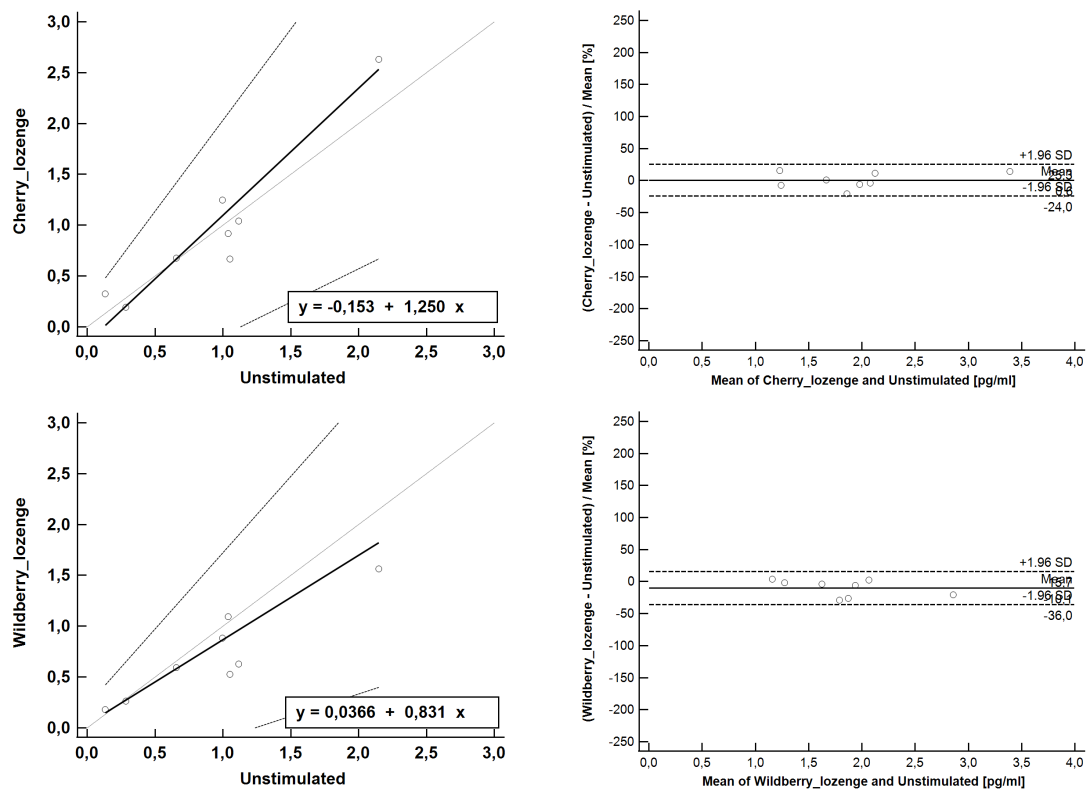 3,0
2,5
2,0
1,5
1,0
0,5
0,0
Cherry_lozenge
y = -0,153 + 1,250 x
0,0 0,5 1,0 1,5 2,0 2,5 3,0
Unstimulated
250
200
150
100
50
0
-50
-100
-150
-200
-250
(Cherry_lozenge - Unstimulated) / Mean [%]
+1.96 SD
Mean
-1.96 SD
-24,0
0,0 0,5 1,0 1,5 2,0 2,5 3,0 3,5 4,0
Mean of Cherry_lozenge and Unstimulated [pg/ml]
3,0
2,5
2,0
1,5
1,0
0,5
0,0
Wildberry_lozenge
y = 0,0366 + 0,831 x
0,0 0,5 1,0 1,5 2,0 2,5 3,0
Unstimulated
250
200
150
100
50
0
-50
-100
-150
-200
-250
(Wildberry_lozenge - Unstimulated) / Mean [%]
+1.96 SD
Mean
-1.96 SD
-36,0
0,0 0,5 1,0 1,5 2,0 2,5 3,0 3,5 4,0
Mean of Wildberry_lozenge and Unstimulated [pg/ml]